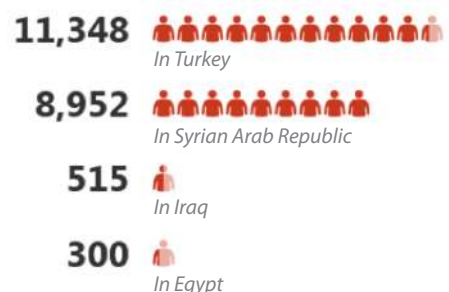 11,348
In Turkey
8,952
In Syrian Arab Republic
515
In Iraq
300
In Egypt